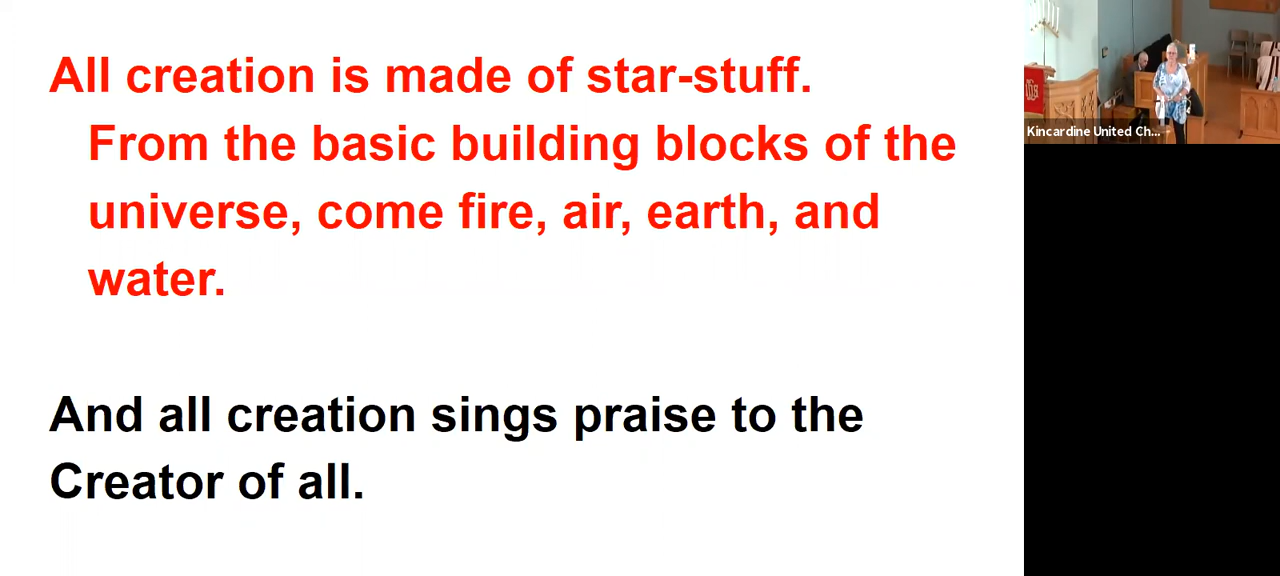 All creation is made of star-stuff.
From the basic building blocks of the
universe, come fire, air, earth, and
water.
And all creation sings praise to the
Creator of all.
Kincardine United Ch...